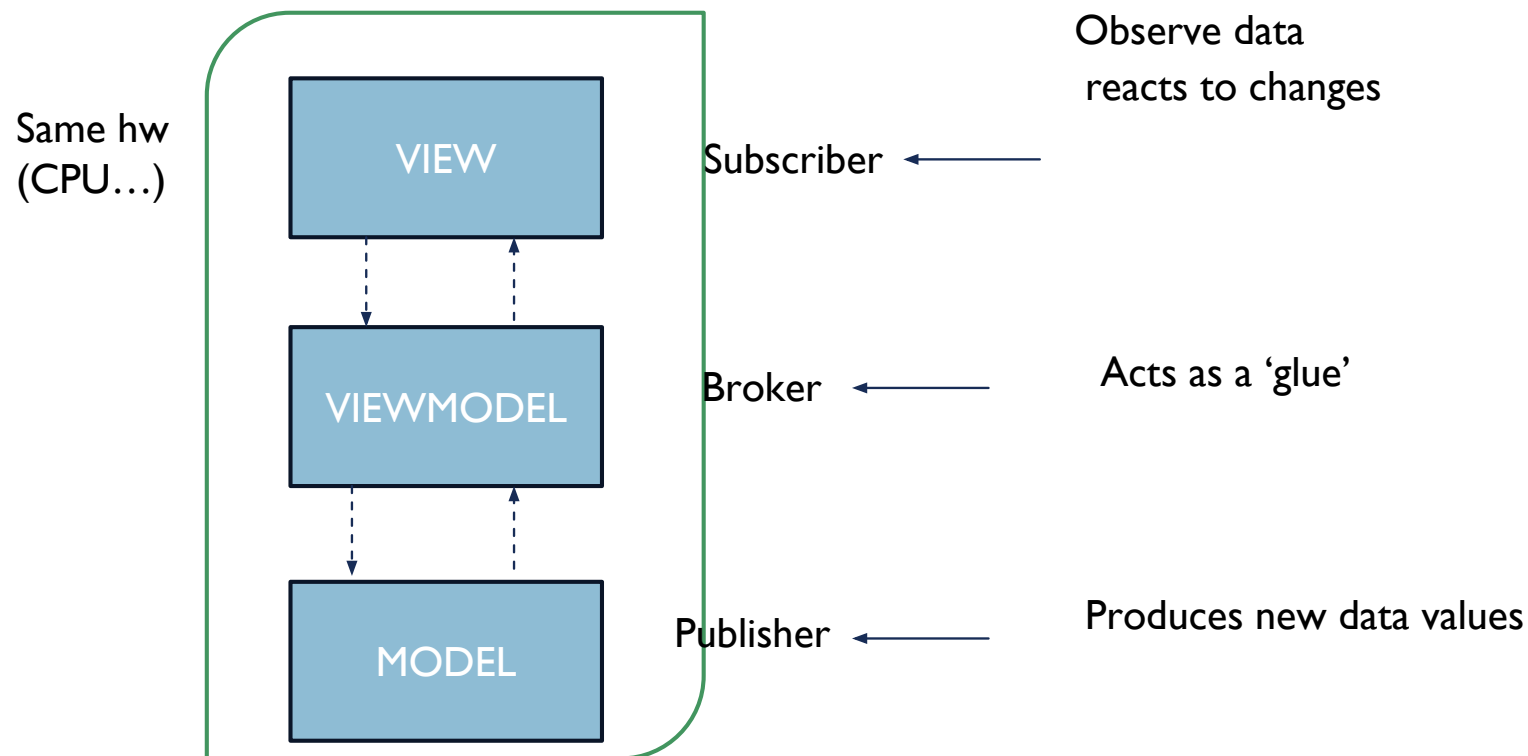 Observe data
reacts to changes
Same hw
(CPU…)
VIEW
Subscriber
VIEWMODEL
Broker
Acts as a ‘glue’
MODEL
Publisher
Produces new data values